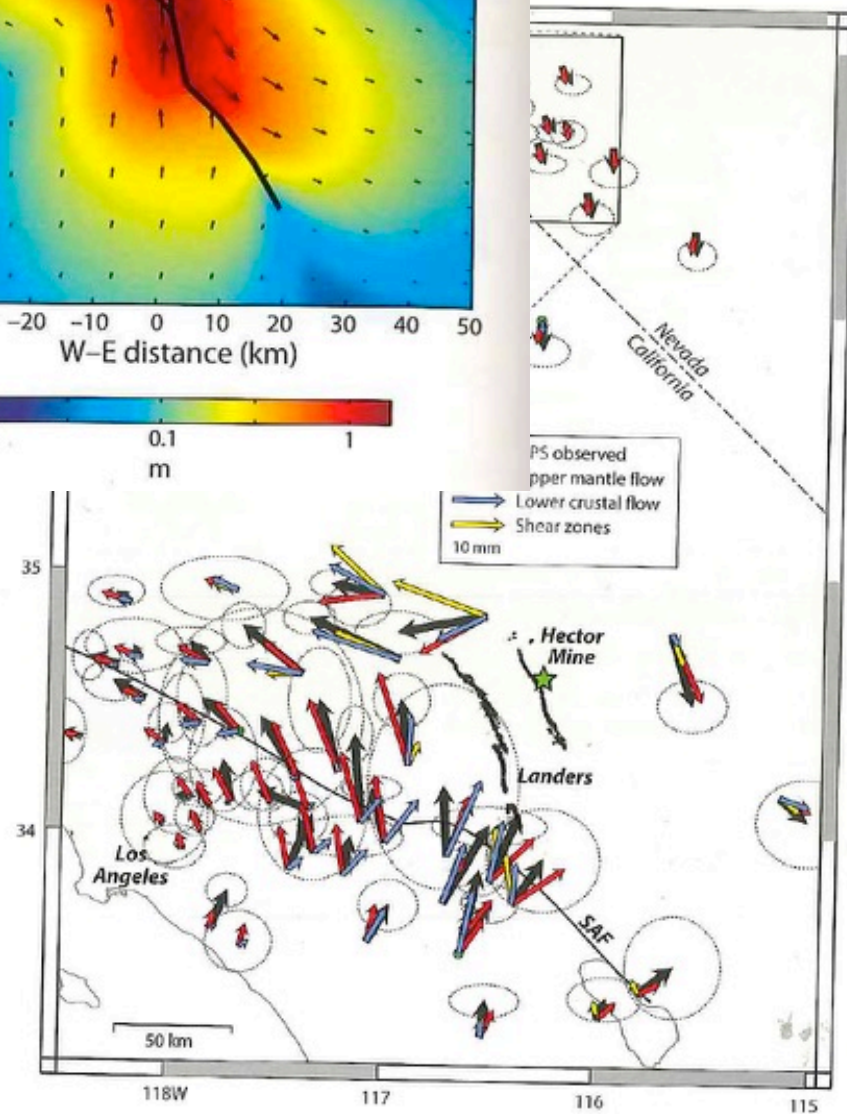 −20 −10 0 10 20 30 40 50
W–E distance (km)
0.1 1
m
Nevada
California
PS observed
pper mantle flow
Lower crustal flow
Shear zones
10 mm
35
Hector
Mine
Landers
34
Los
Angeles
SAF
50 km
118W 117 116 115